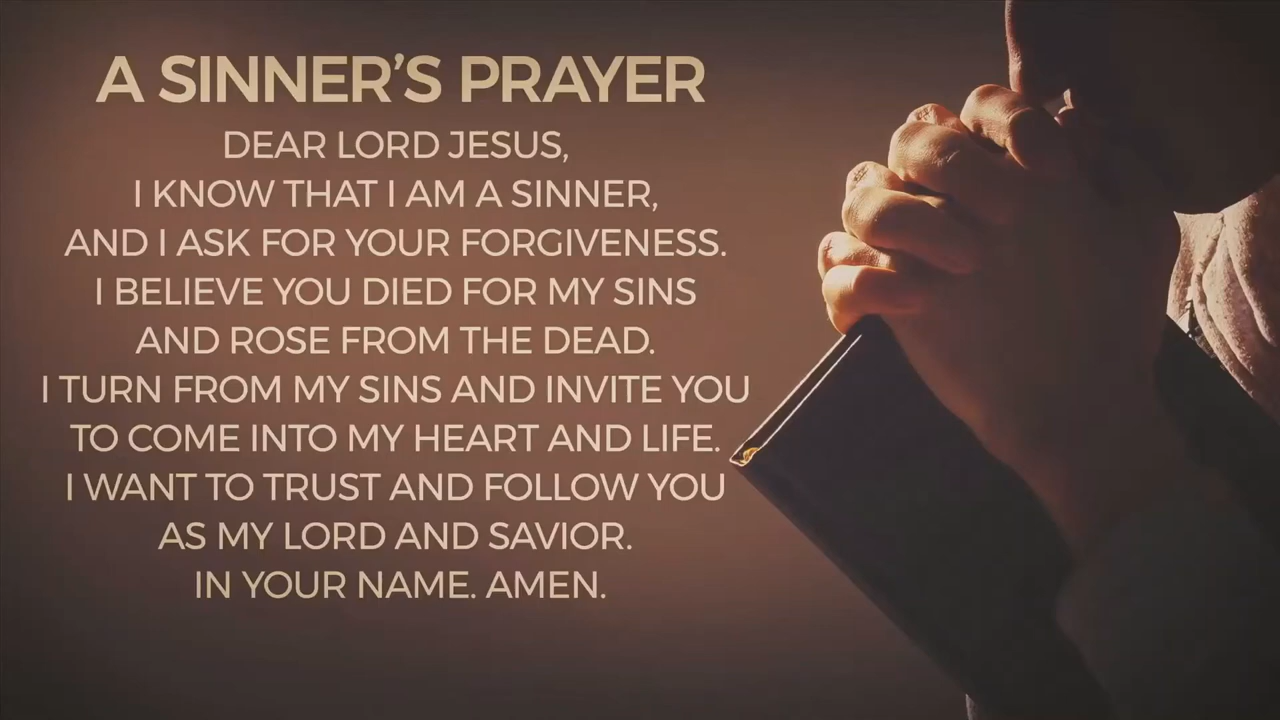 A SINNER’S PRAYER
DEAR LORD JESUS,
I KNOW THAT I AM A SINNER,
AND I ASK FOR YOUR FORGIVENESS.
I BELIEVE YOU DIED FOR MY SINS
AND ROSE FROM THE DEAD.
I TURN FROM MY SINS AND INVITE YOU
TO COME INTO MY HEART AND LIFE.
I WANT TO TRUST AND FOLLOW YOU
AS MY LORD AND SAVIOR.
IN YOUR NAME. AMEN.